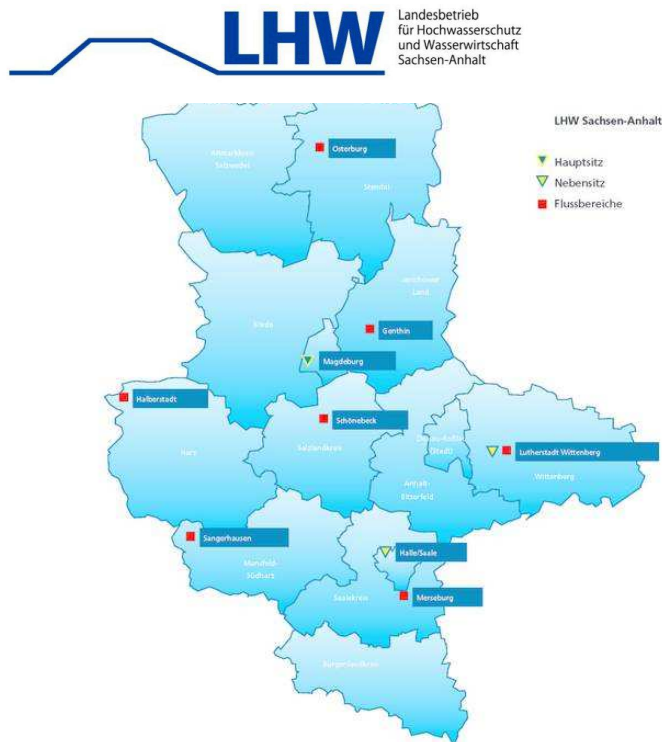 LHW
Landesbetrieb
für Hochwasserschutz
und Wasserwirtschaft
Sachsen-Anhalt
LHW Sachsen-Anhalt
Hauptsitz
Nebensitz
Flussbereiche
Altmarkkreis
Salzwedel
Osterburg
Stendal
Jerichower
Land
Börde
Genthin
Magdeburg
Halberstadt
Schönebeck
Harz
Salzlandkreis
Dessau-Roßlau
(Stadt)
Lutherstadt Wittenberg
Wittenberg
Anhalt-
Bitterfeld
Sangerhausen
Mansfeld-
Südharz
Halle/Saale
Saalekreis
Merseburg
Burgenlandkreis